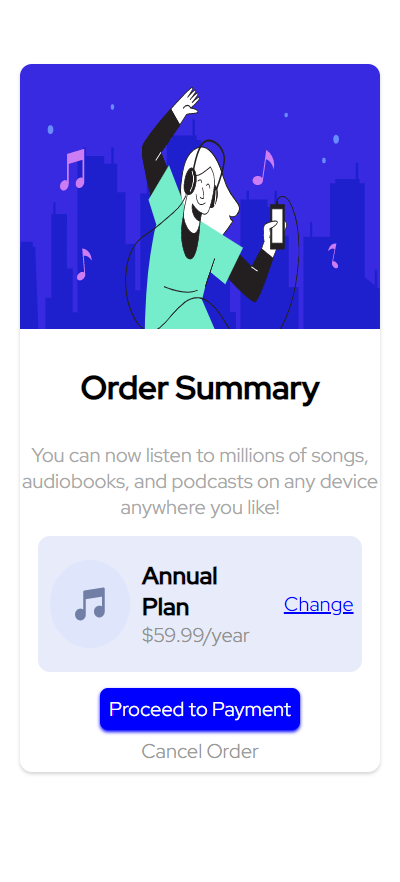 Order Summary
You can now listen to millions of songs,
audiobooks, and podcasts on any device
anywhere you like!
Annual
Plan
$59.99/year
Change
Proceed to Payment
Cancel Order